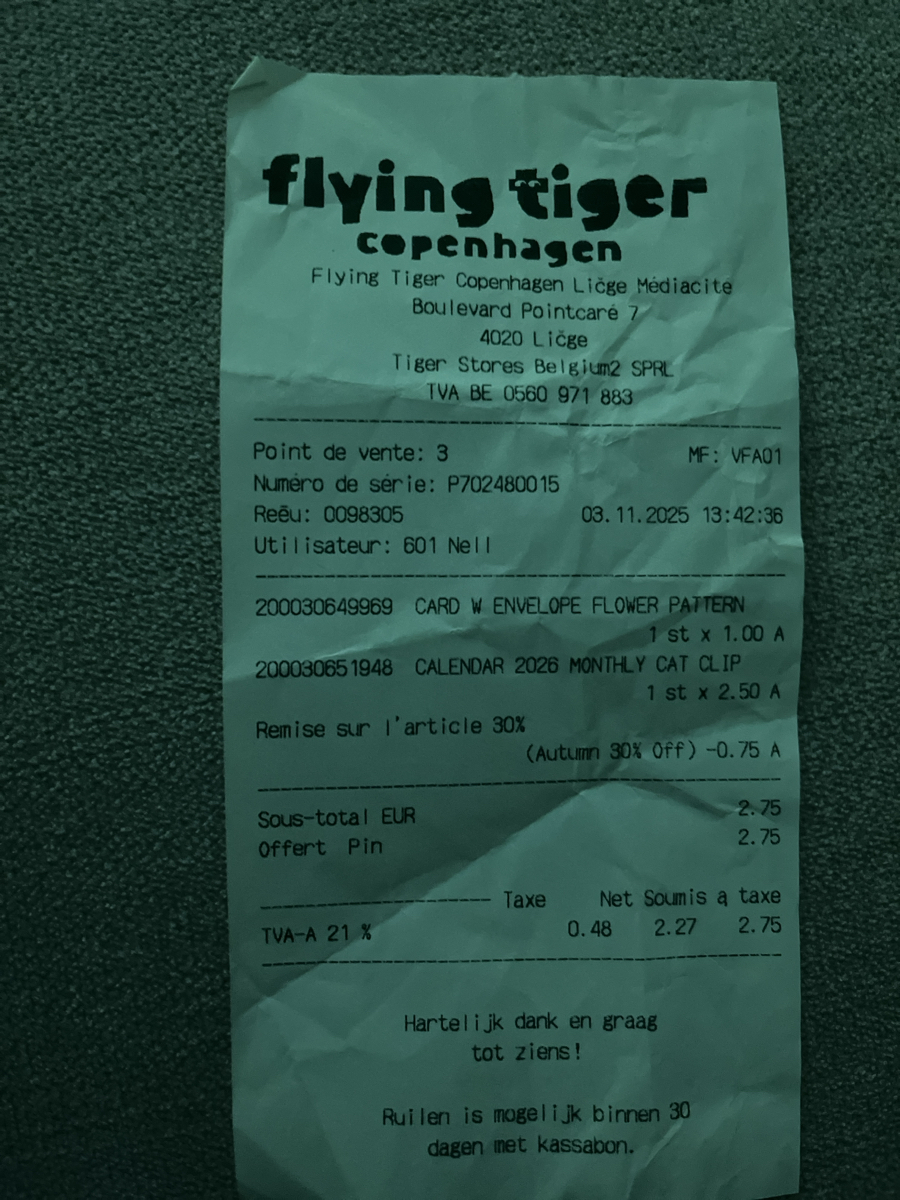 flying tiger
copenhagen
Flying Tiger Copenhagen Ličge Médiacité
Boulevard Pointcaré 7
4020 Ličge
Tiger Stores Belgium2 SPRL
TVA BE 0560 971 883
Point de vente: 3 MF: VFA01
Numéro de série: P702480015
Reēu: 0098305 03.11.2025 13:42:36
Utilisateur: 601 Nell
200030649969 CARD W ENVELOPE FLOWER PATTERN
1 st x 1.00 A
200030651948 CALENDAR 2026 MONTHLY CAT CLIP
1 st x 2.50 A
Remise sur l'article 30%
(Autumn 30% Off) -0.75 A
Sous-total EUR 2.75
Offert Pin 2.75
Taxe Net Soumisą taxe
TVA-A 21 % 0.48 2.27 2.75
Hartelijk dank en graag
tot ziens!
Ruilen is mogelijk binnen 30
dagen met kassabon.